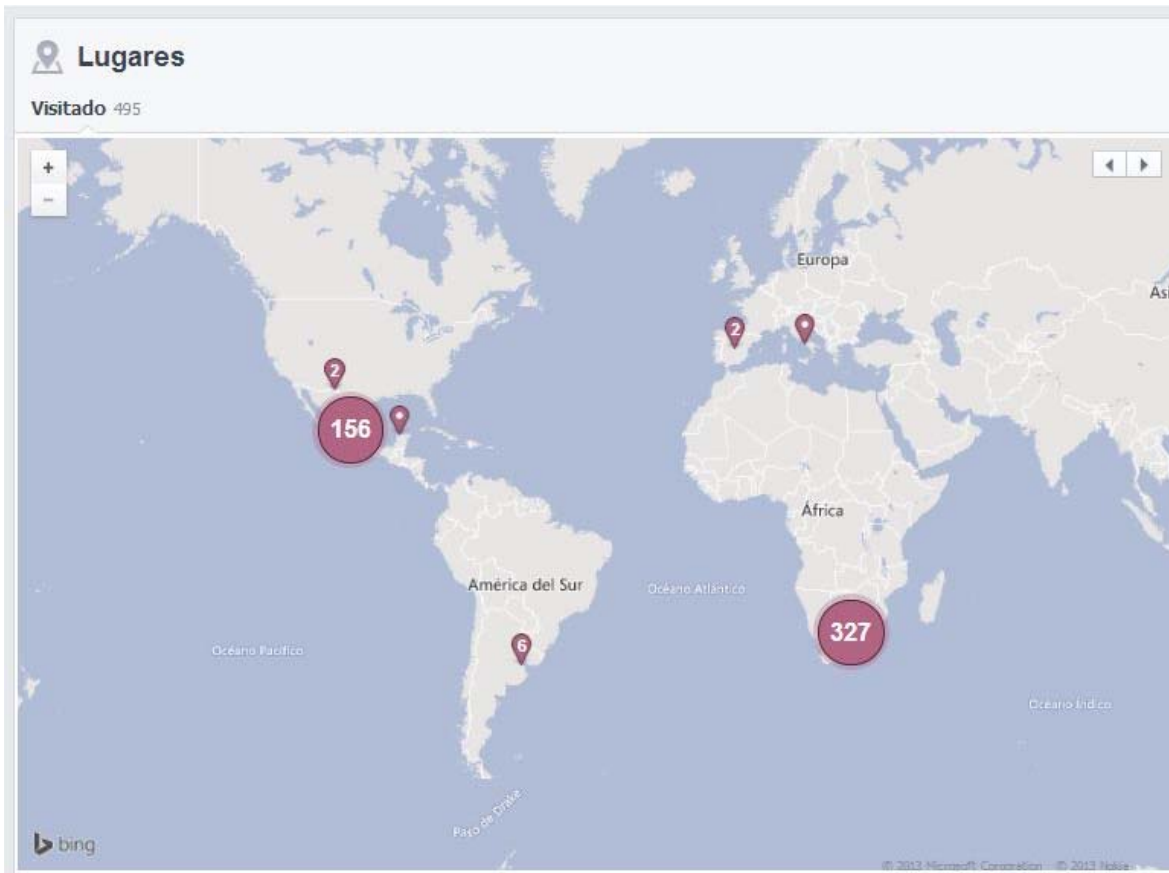 Lugares
Visitado 495
+
-
Europa
Asi
2
2
156
África
América del Sur
Océano Atlántico
327
6
Océano Pacífico
Océano Índico
Paso de Drake
bing
© 2013 Microsoft Corporation © 2013 Nokia